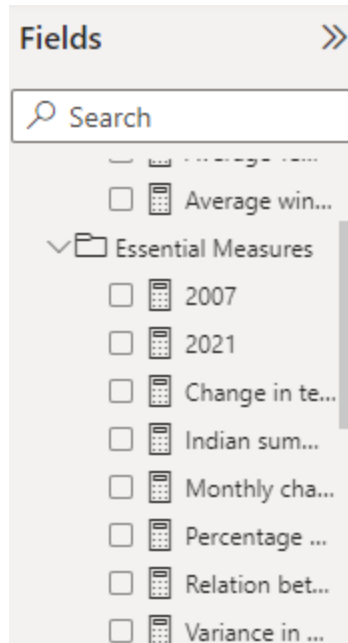 Fields
Search
Average win...
Essential Measures
2007
2021
Change in te...
Indian sum...
Monthly cha...
Percentage ...
Relation bet...
Variance in ...